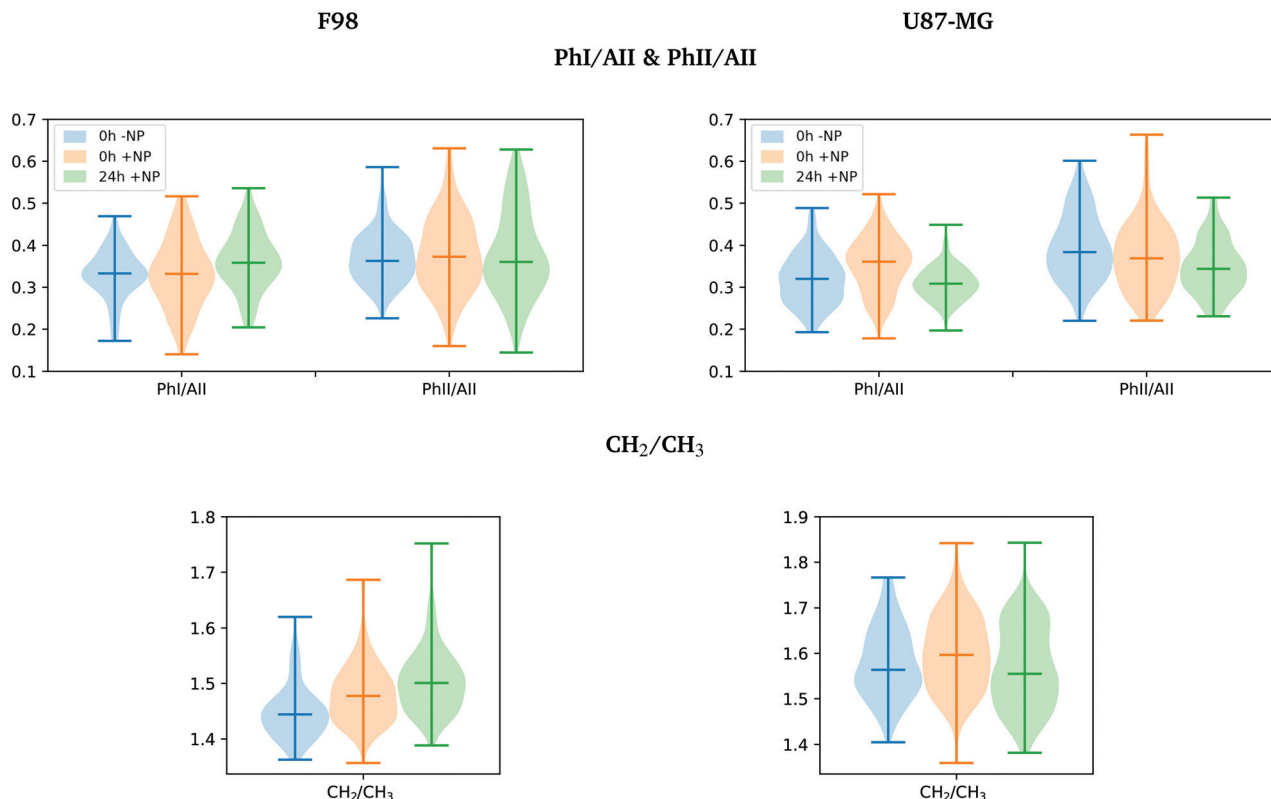 F98
U87-MG
PhI/AII & PhII/AII
0.7
0.6
0.5
0.4
0.3
0.2
0.1
0h -NP
0h +NP
24h +NP
PhI/AII
PhII/AII
0.7
0.6
0.5
0.4
0.3
0.2
0.1
0h -NP
0h +NP
24h +NP
PhI/AII
PhII/AII
CH₂/CH₃
1.8
1.7
1.6
1.5
1.4
CH₂/CH₃
1.9
1.8
1.7
1.6
1.5
1.4
CH₂/CH₃